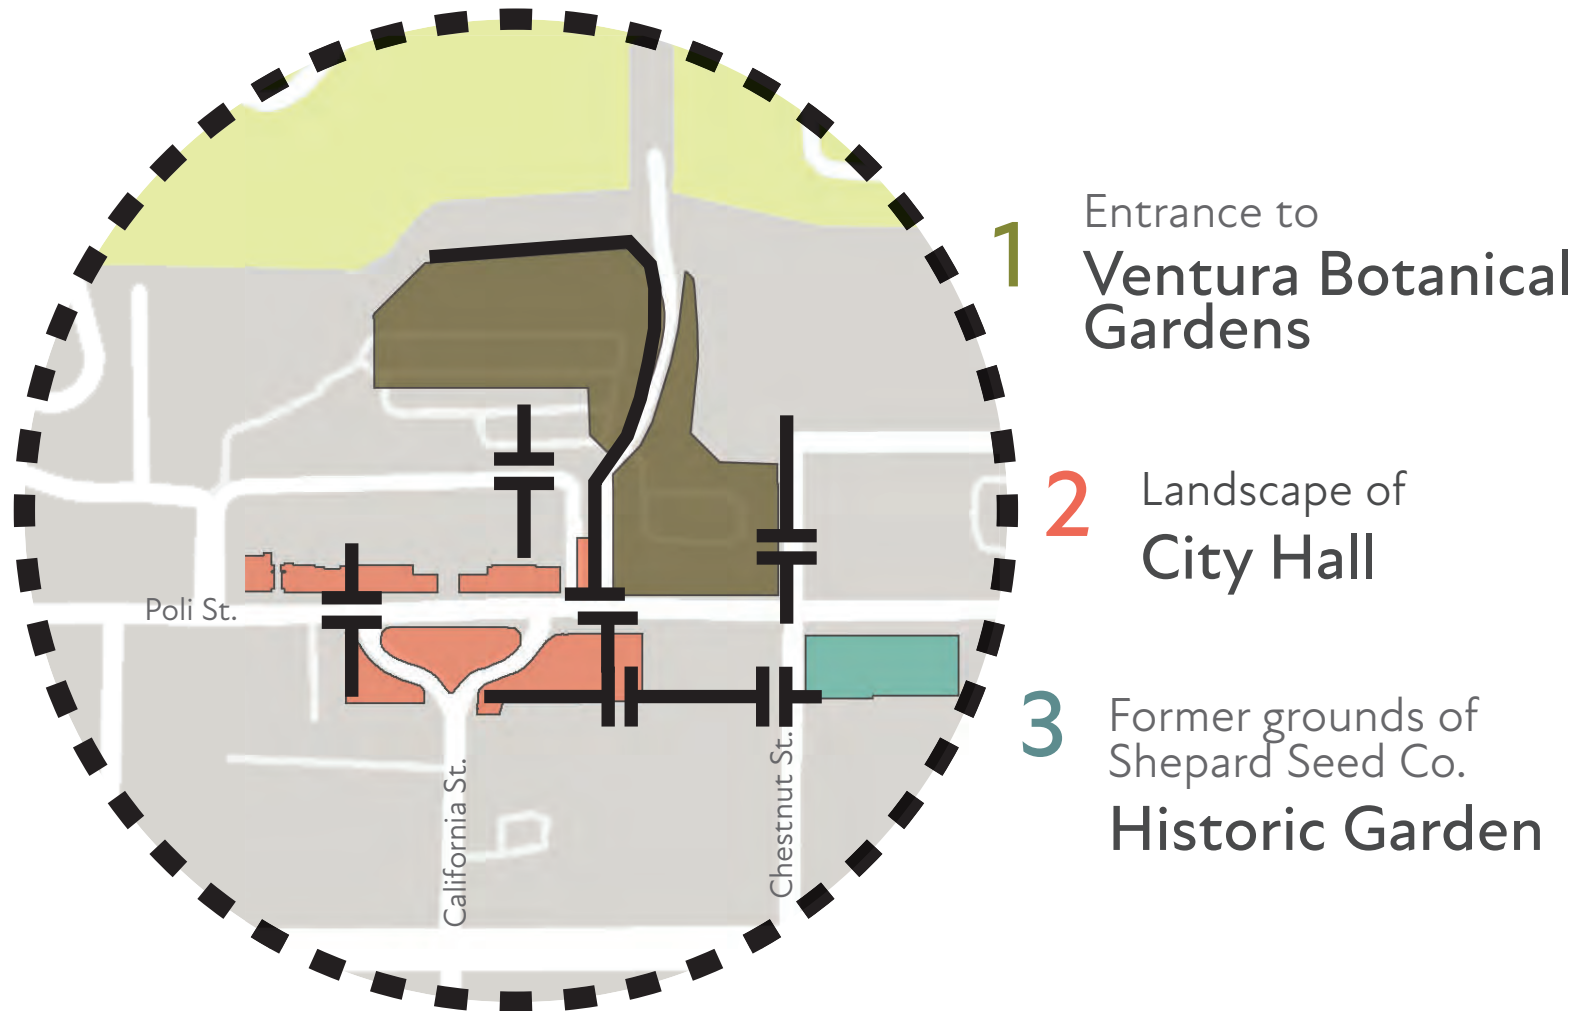 1
Entrance to
Ventura Botanical
Gardens
2
Landscape of
City Hall
3
Former grounds of
Shepard Seed Co.
Historic Garden
Poli St.
California St.
Chestnut St.